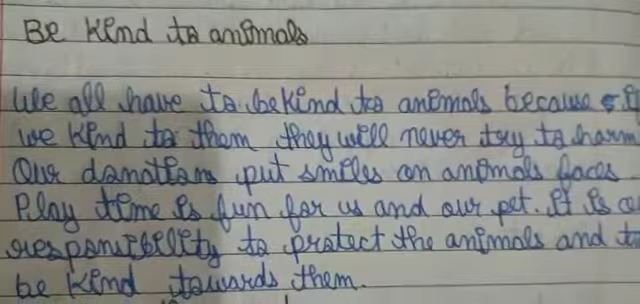 Be kind to animals
We all have to be kind to animals because if
we kind to them they will never try to harm
Our donations put smiles on animals faces
Play time is fun for us and our pet. It is
responsibility to protect the animals and to
be kind towards them.